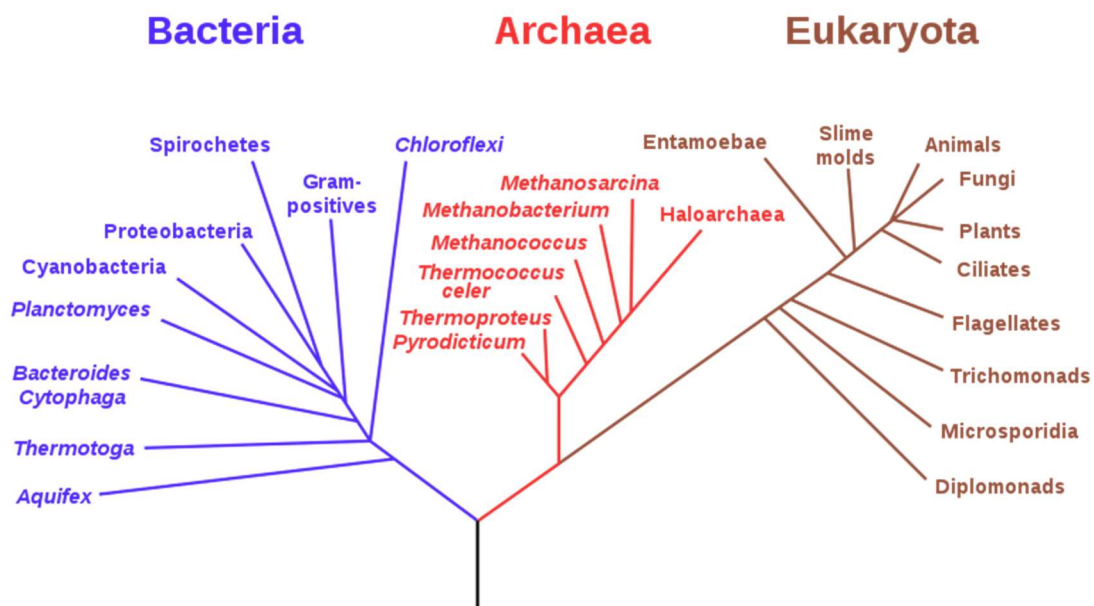 Bacteria
Archaea
Eukaryota
Spirochetes
Chloroflexi
Gram-
positives
Proteobacteria
Cyanobacteria
Planctomyces
Bacteroides
Cytophaga
Thermotoga
Aquifex
Methanosarcina
Methanobacterium
Haloarchaea
Methanococcus
Thermococcus
celer
Thermoproteus
Pyrodicticum
Entamoebae
Slime
molds
Animals
Fungi
Plants
Ciliates
Flagellates
Trichomonads
Microsporidia
Diplomonads